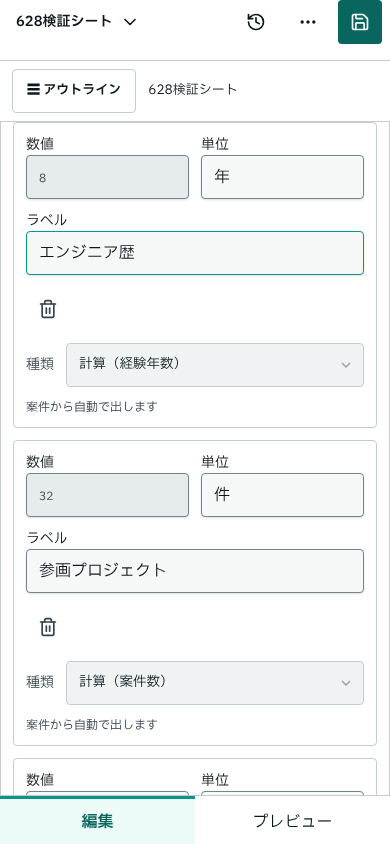 628検証シート
アウトライン
628検証シート
数値
単位
8
年
ラベル
エンジニア歴
種類
計算（経験年数）
案件から自動で出します
数値
単位
32
件
ラベル
参画プロジェクト
種類
計算（案件数）
案件から自動で出します
数値
単位
編集
プレビュー